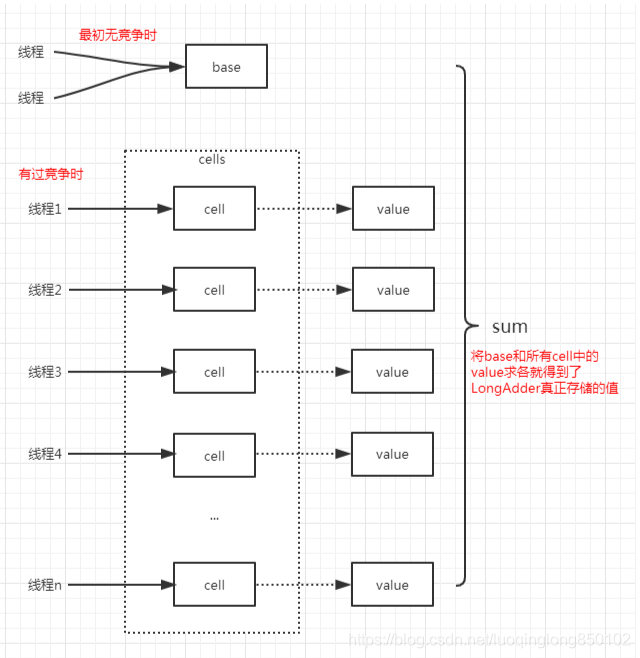 最初无竞争时
线程
base
线程
cells
有过竞争时
线程1
cell
value
线程2
cell
value
sum
线程3
cell
value
将base和所有cell中的
value求各就得到了
LongAdder真正存储的值
线程4
cell
value
...
线程n
cell
value
https://blog.csdn.net/luoqinglong850102